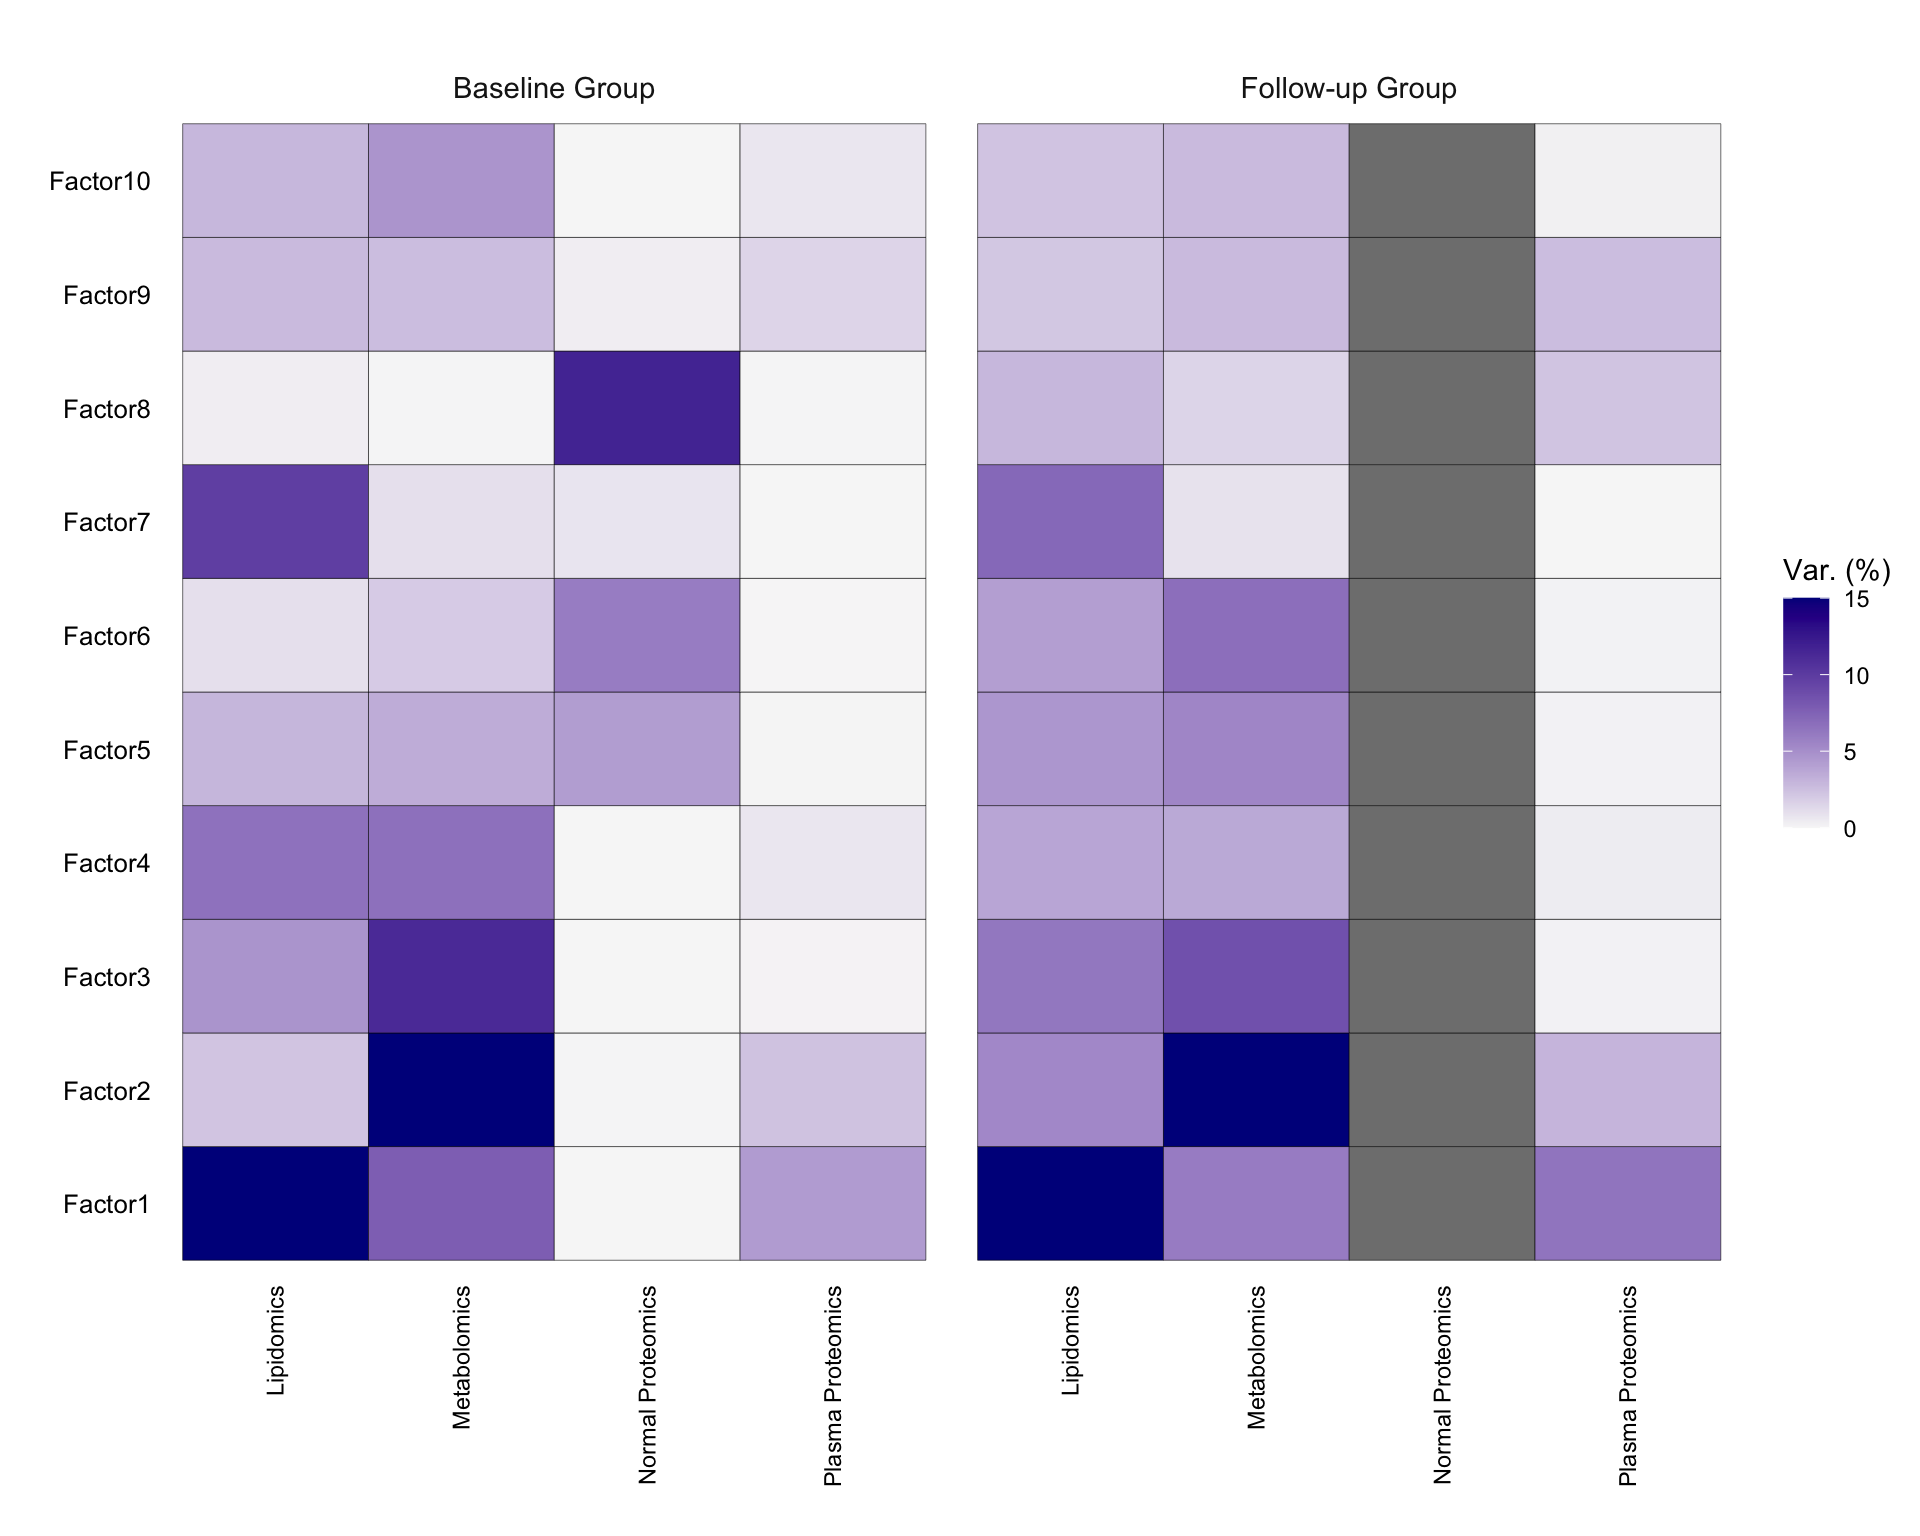 Baseline Group
Follow-up Group
Factor10
Factor9
Factor8
Factor7
Factor6
Factor5
Factor4
Factor3
Factor2
Factor1
Lipidomics
Metabolomics
Normal Proteomics
Plasma Proteomics
Lipidomics
Metabolomics
Normal Proteomics
Plasma Proteomics
Var. (%)
15
10
5
0